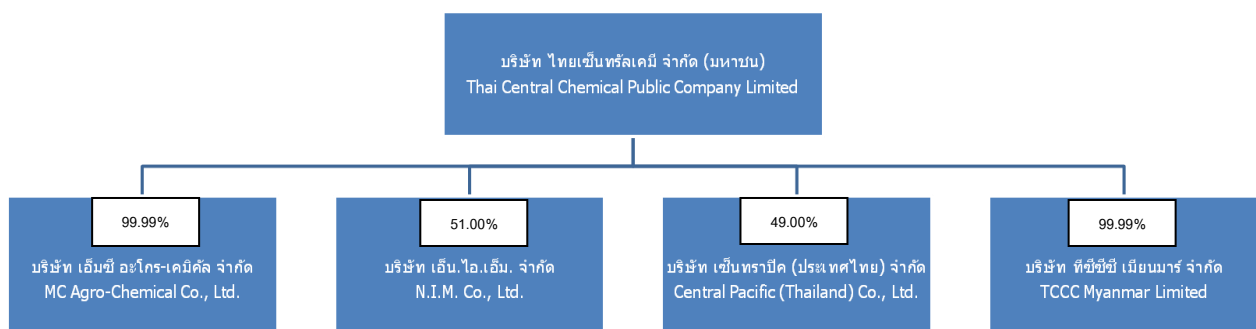 บริษัท ไทยเซ็นทรัลเคมี จำกัด (มหาชน)
Thai Central Chemical Public Company Limited
99.99%
บริษัท เอ็มซี อะโกร-เคมิคัล จำกัด
MC Agro-Chemical Co., Ltd.
51.00%
บริษัท เอ็น.ไอ.เอ็ม. จำกัด
N.I.M. Co., Ltd.
49.00%
บริษัท เซ็นทราปิค (ประเทศไทย) จำกัด
Central Pacific (Thailand) Co., Ltd.
99.99%
บริษัท ทีซีซีซี เมียนมาร์ จำกัด
TCCC Myanmar Limited